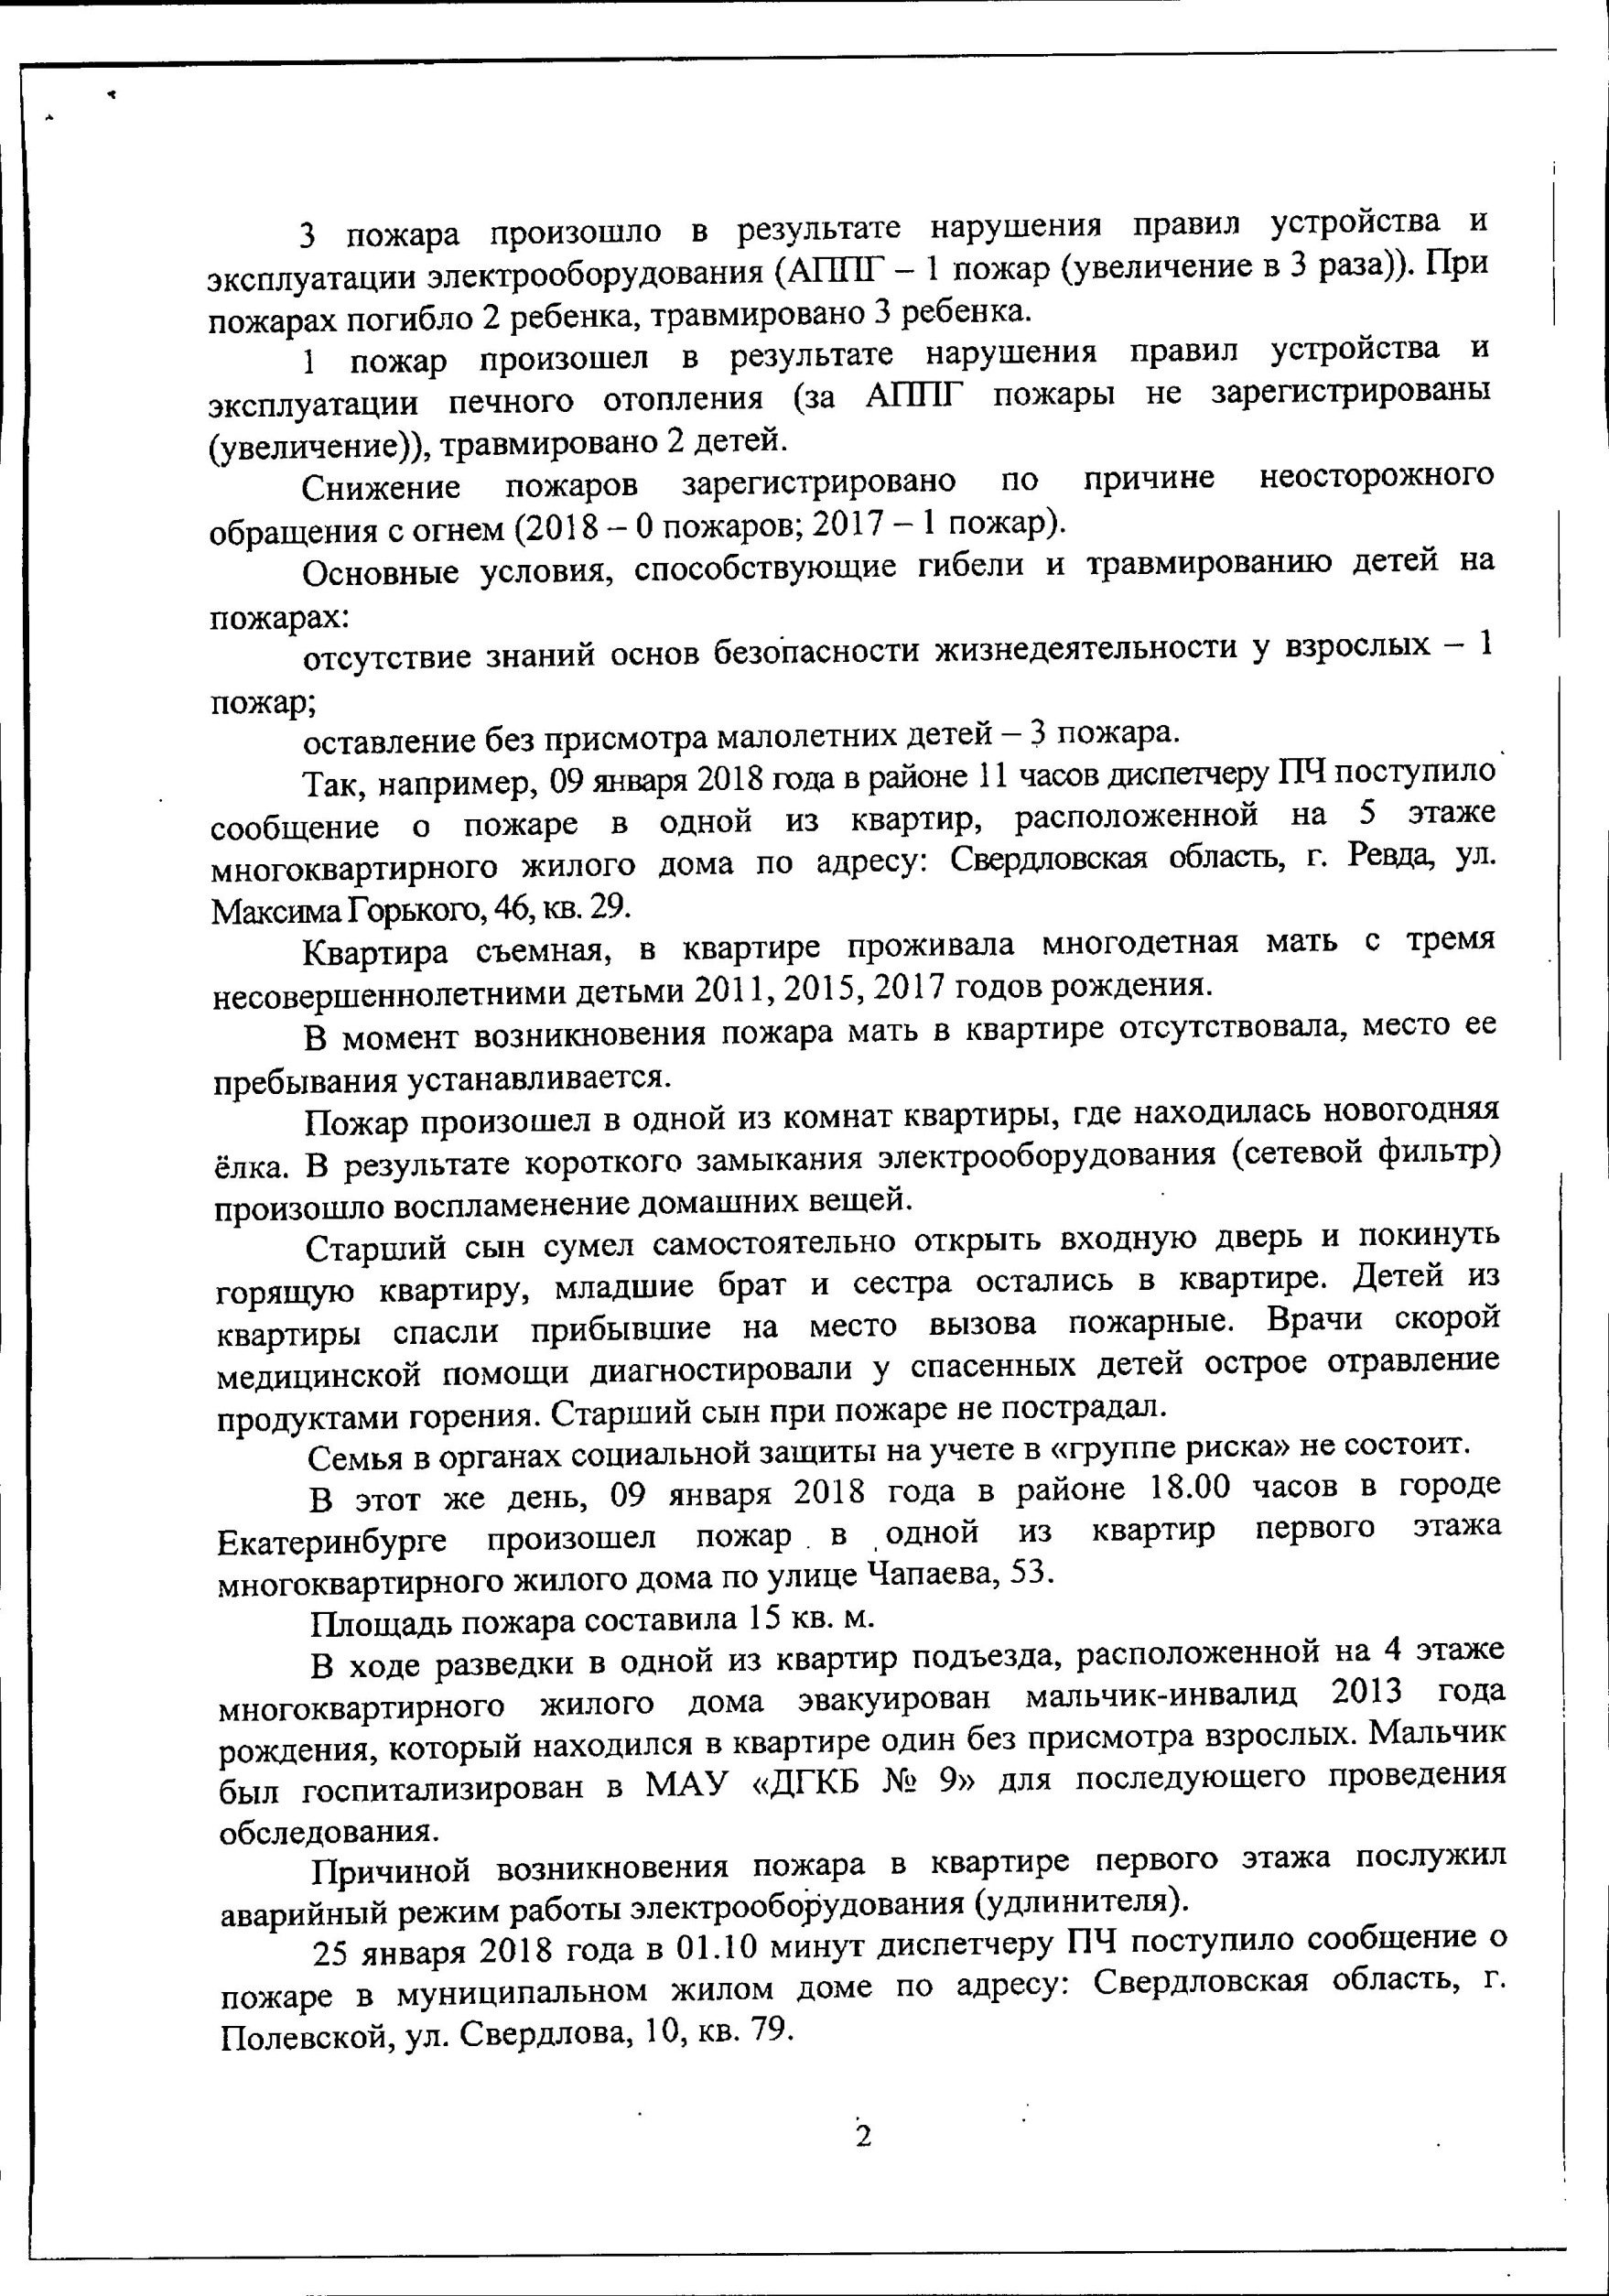 3 пожара произошло в результате нарушения правил устройства и
эксплуатации электрооборудования (АППГ – 1 пожар (увеличение в 3 раза)). При
пожарах погибло 2 ребенка, травмировано 3 ребенка.
1 пожар произошел в результате нарушения правил устройства и
эксплуатации печного отопления (за АППГ пожары не зарегистрированы
(увеличение)), травмировано 2 детей.
Снижение пожаров зарегистрировано по причине неосторожного
обращения с огнем (2018 – 0 пожаров; 2017 – 1 пожар).
Основные условия, способствующие гибели и травмированию детей на
пожарах:
отсутствие знаний основ безопасности жизнедеятельности у взрослых – 1
пожар;
оставление без присмотра малолетних детей – 3 пожара.
Так, например, 09 января 2018 года в районе 11 часов диспетчеру ПЧ поступило
сообщение о пожаре в одной из квартир, расположенной на 5 этаже
многоквартирного жилого дома по адресу: Свердловская область, г. Ревда, ул.
Максима Горького, 46, кв. 29.
Квартира съемная, в квартире проживала многодетная мать с тремя
несовершеннолетними детьми 2011, 2015, 2017 годов рождения.
В момент возникновения пожара мать в квартире отсутствовала, место ее
пребывания устанавливается.
Пожар произошел в одной из комнат квартиры, где находилась новогодняя
ёлка. В результате короткого замыкания электрооборудования (сетевой фильтр)
произошло воспламенение домашних вещей.
Старший сын сумел самостоятельно открыть входную дверь и покинуть
горящую квартиру, младшие брат и сестра остались в квартире. Детей из
квартиры спасли прибывшие на место вызова пожарные. Врачи скорой
медицинской помощи диагностировали у спасенных детей острое отравление
продуктами горения. Старший сын при пожаре не пострадал.
Семья в органах социальной защиты на учете в «группе риска» не состоит.
В этот же день, 09 января 2018 года в районе 18.00 часов в городе
Екатеринбурге произошел пожар в одной из квартир первого этажа
многоквартирного жилого дома по улице Чапаева, 53.
Площадь пожара составила 15 кв. м.
В ходе разведки в одной из квартир подъезда, расположенной на 4 этаже
многоквартирного жилого дома эвакуирован мальчик-инвалид 2013 года
рождения, который находился в квартире один без присмотра взрослых. Мальчик
был госпитализирован в МАУ «ДГКБ № 9» для последующего проведения
обследования.
Причиной возникновения пожара в квартире первого этажа послужил
аварийный режим работы электрооборудования (удлинителя).
25 января 2018 года в 01.10 минут диспетчеру ПЧ поступило сообщение о
пожаре в муниципальном жилом доме по адресу: Свердловская область, г.
Полевской, ул. Свердлова, 10, кв. 79.
2